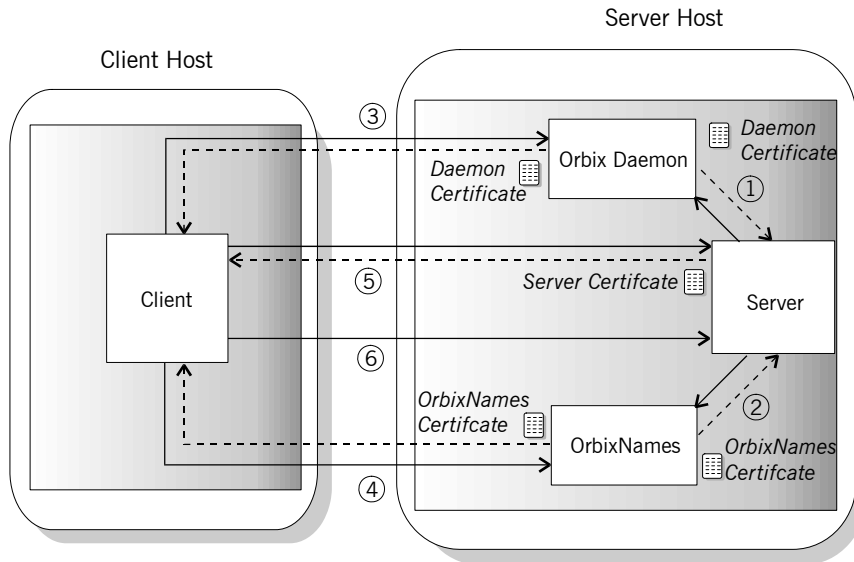 Server Host
Client Host
③
Daemon
Certificate
Orbix Daemon
Daemon
Certificate
①
Client
⑤
Server Certifcate
Server
⑥
OrbixNames
Certifcate
②
OrbixNames
OrbixNames
Certifcate
④